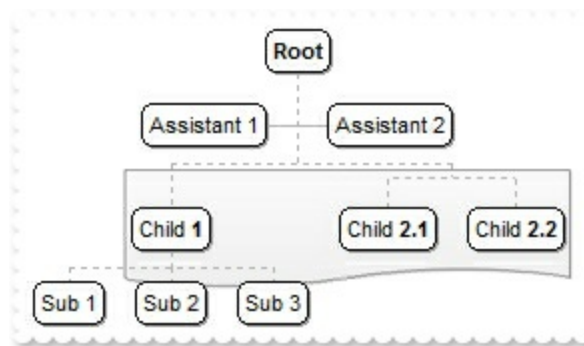 Root
Assistant 1 Assistant 2
Child 1 Child 2.1 Child 2.2
Sub 1 Sub 2 Sub 3